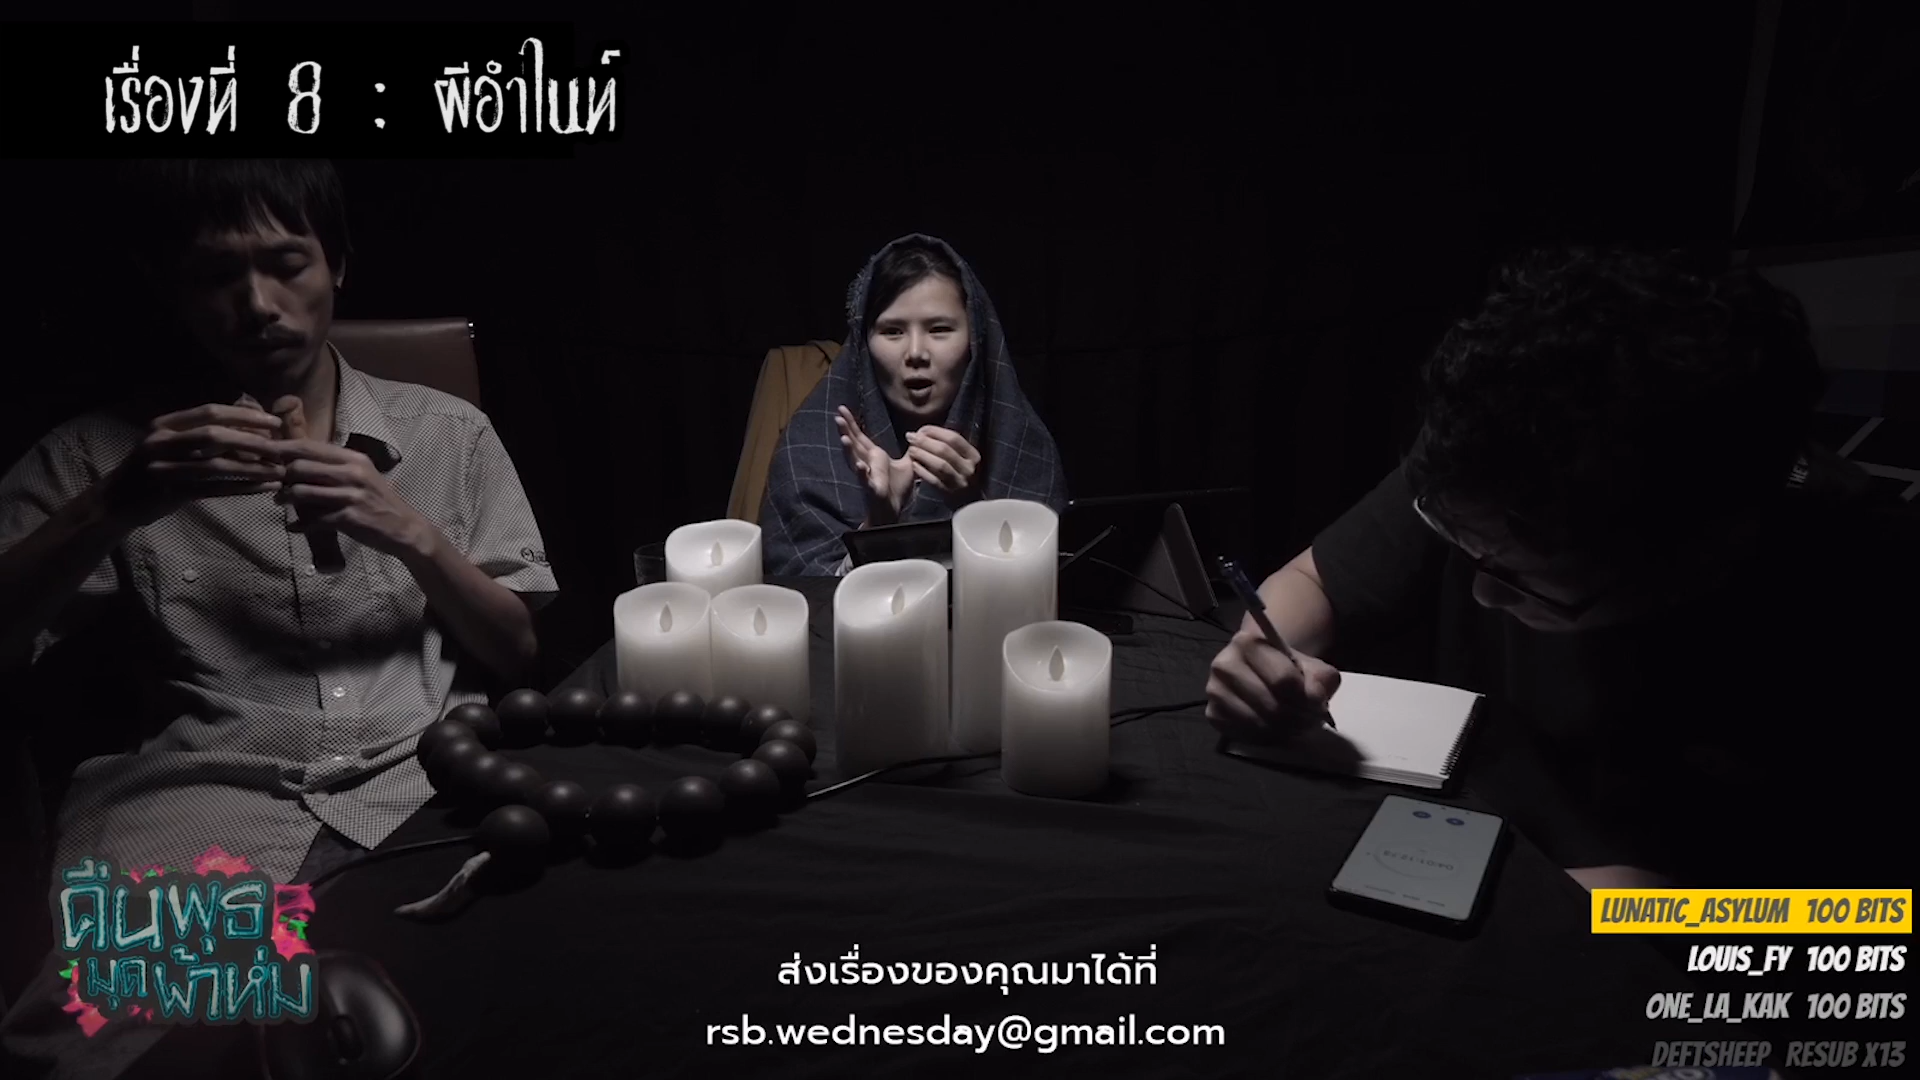 เรื่องที่ 8 : ผีอำไนท์
THE
คืนพุธ
มุดผ้าห่ม
ส่งเรื่องของคุณมาได้ที่
rsb.wednesday@gmail.com
LUNATIC_ASYLUM 100 BITS
LOUIS_FY 100 BITS
ONE_LA_KAK 100 BITS
DEFTSHEEP RESUB X13